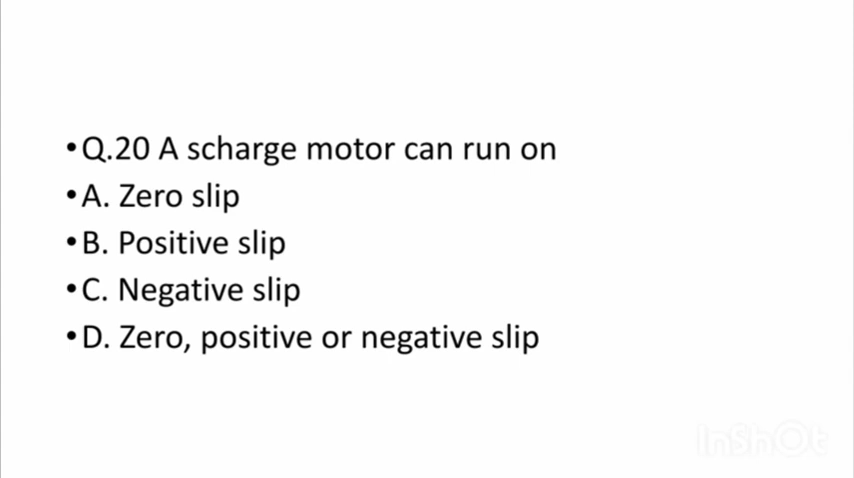 •Q.20 A scharge motor can run on
•A. Zero slip
•B. Positive slip
•C. Negative slip
•D. Zero, positive or negative slip
InShOt